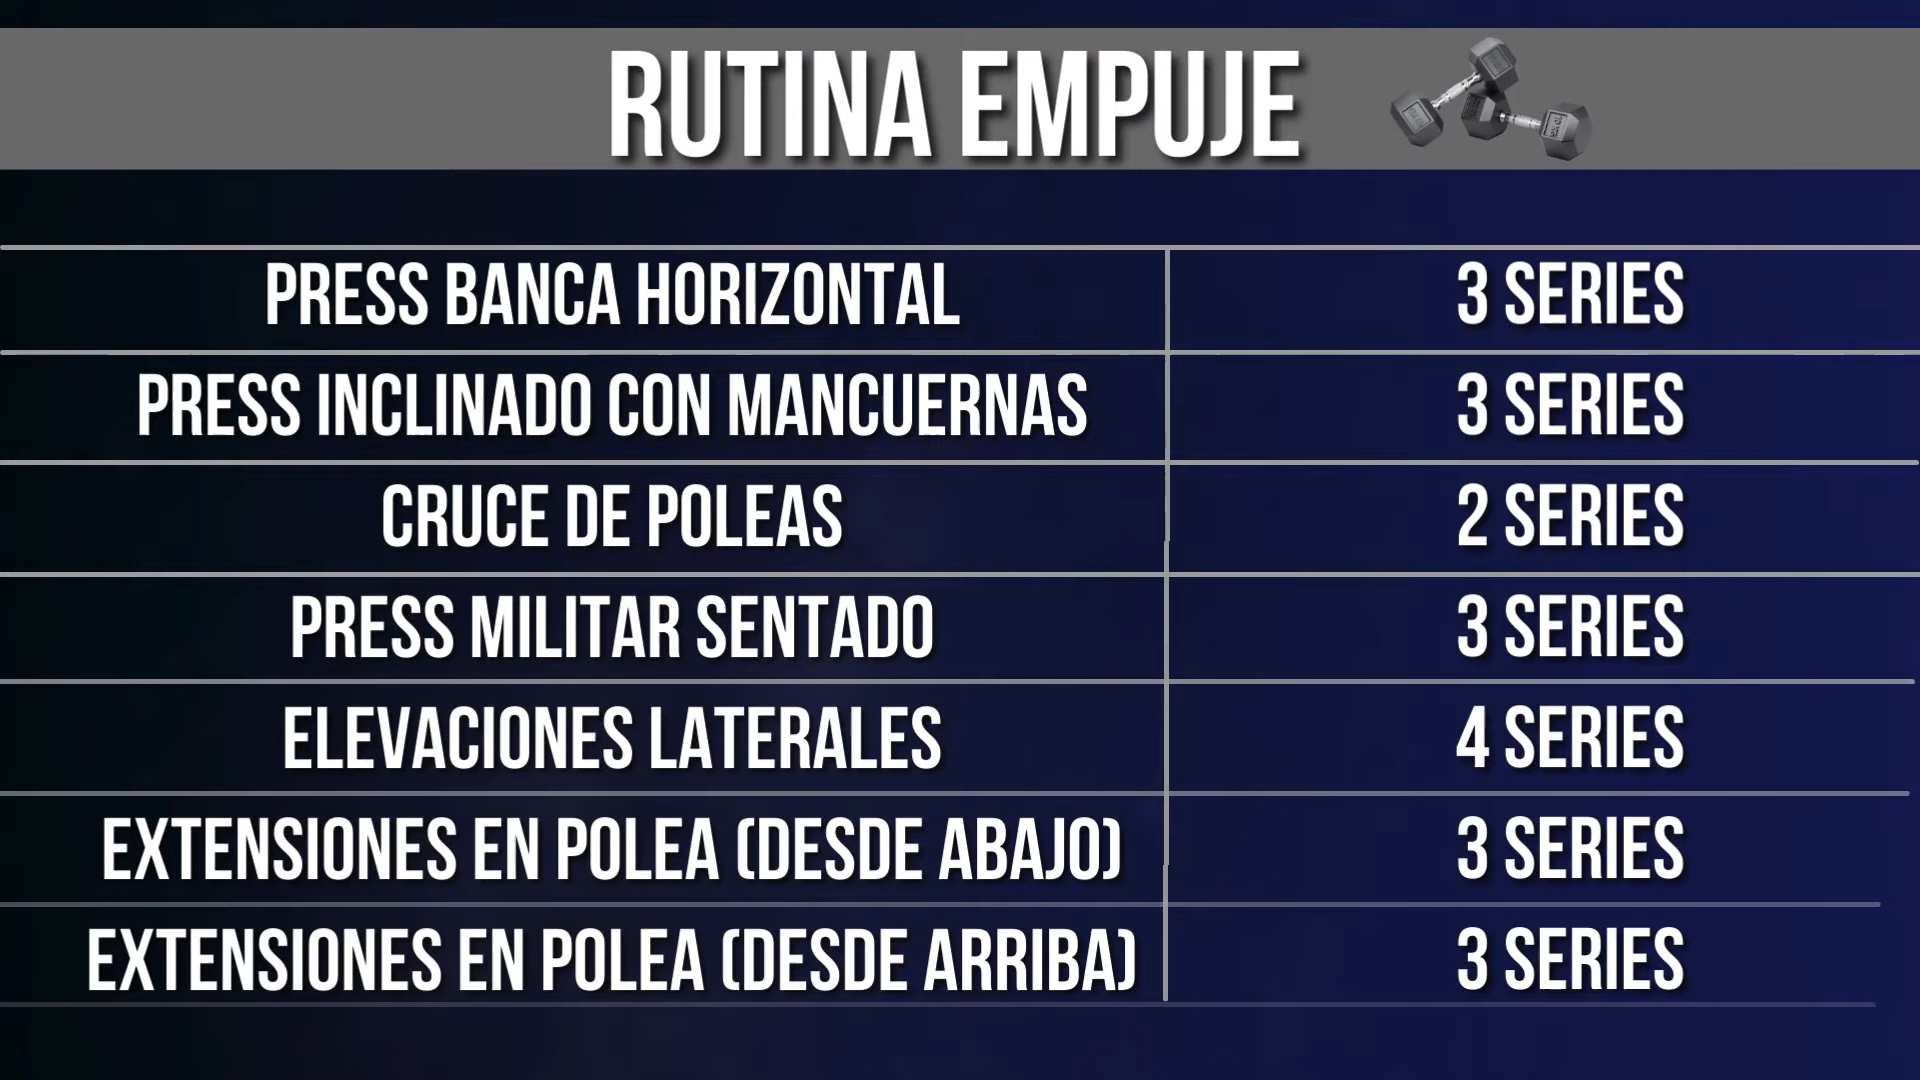 RUTINA EMPUJE
PRESS BANCA HORIZONTAL 3 SERIES
PRESS INCLINADO CON MANCUERNAS 3 SERIES
CRUCE DE POLEAS 2 SERIES
PRESS MILITAR SENTADO 3 SERIES
ELEVACIONES LATERALES 4 SERIES
EXTENSIONES EN POLEA (DESDE ABAJO) 3 SERIES
EXTENSIONES EN POLEA (DESDE ARRIBA) 3 SERIES